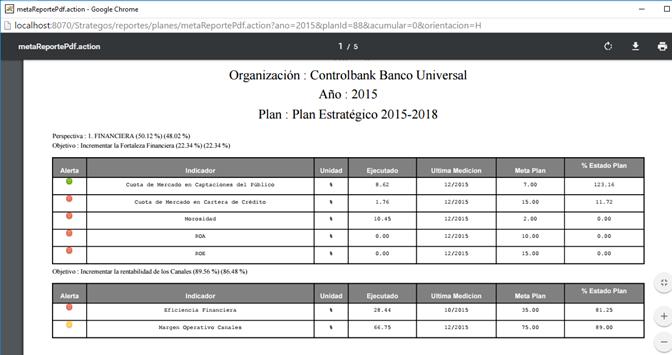 metaReportePdf.action - Google Chrome
localhost:8070/Strategos/reportes/planes/metaReportePdf.action?ano=2015&planId=88&acumular=0&orientacion=H
metaReportePdf.action 1 / 5
Organización : Controlbank Banco Universal
Año : 2015
Plan : Plan Estratégico 2015-2018
Perspectiva : 1. FINANCIERA (50.12 %) (48.02 %)
Objetivo : Incrementar la Fortaleza Financiera (22.34 %) (22.34 %)
Alerta Indicador Unidad Ejecutado Ultima Medicion Meta Plan % Estado Plan
Cuota de Mercado en Captaciones del Público % 8.62 12/2015 7.00 123.16
Cuota de Mercado en Cartera de Crédito % 1.76 12/2015 15.00 11.72
Morosidad % 10.45 12/2015 2.00 0.00
ROA % 0.00 12/2015 10.00 0.00
ROE % 0.00 12/2015 15.00 0.00
Objetivo : Incrementar la rentabilidad de los Canales (89.56 %) (86.48 %)
Alerta Indicador Unidad Ejecutado Ultima Medicion Meta Plan % Estado Plan
Eficiencia Financiera % 28.44 10/2015 35.00 81.25
Margen Operativo Canales % 66.75 12/2015 75.00 89.00